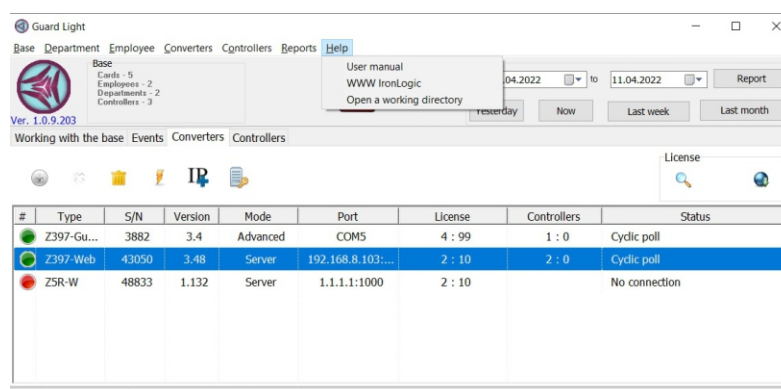 Guard Light
Base Department Employee Converters Controllers Reports Help
User manual
WWW IronLogic
Open a working directory
Base
Cards - 5
Employees - 2
Departments - 2
Controllers - 3
Ver. 1.0.9.203
.04.2022 to 11.04.2022 Report
Yesterday Now Last week Last month
Working with the base Events Converters Controllers
IP
License
# Type S/N Version Mode Port License Controllers Status
Z397-Gu... 3882 3.4 Advanced COM5 4 : 99 1 : 0 Cyclic poll
Z397-Web 43050 3.48 Server 192.168.8.103:... 2 : 10 2 : 0 Cyclic poll
Z5R-W 48833 1.132 Server 1.1.1.1:1000 2 : 10 No connection